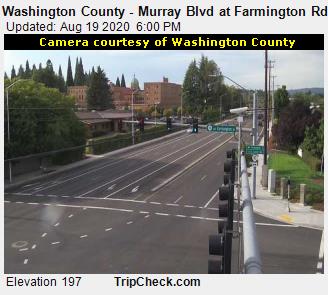 Washington County - Murray Blvd at Farmington Rd
Updated: Aug 19 2020 6:00 PM
Camera courtesy of Washington County
Elevation 197 TripCheck.com